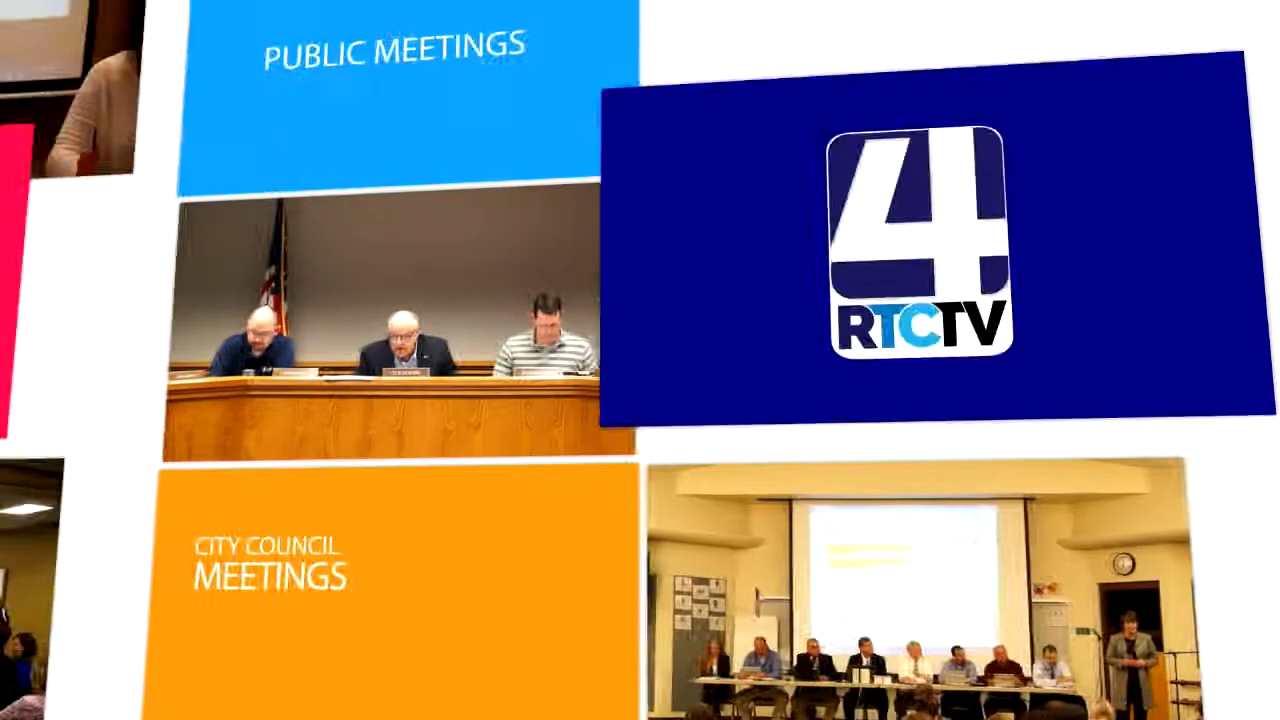 PUBLIC MEETINGS
4
RTCTV
CITY COUNCIL
MEETINGS